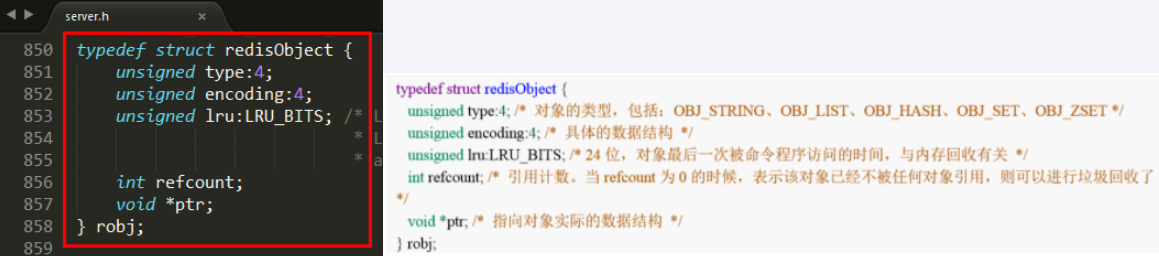 server.h ×
850 typedef struct redisObject {
851 unsigned type:4;
852 unsigned encoding:4;
853 unsigned lru:LRU_BITS; /* L
854 * L
855 * a
856 int refcount;
857 void *ptr;
858 } robj;
859
typedef struct redisObject {
unsigned type:4; /* 对象的类型，包括：OBJ_STRING、OBJ_LIST、OBJ_HASH、OBJ_SET、OBJ_ZSET */
unsigned encoding:4; /* 具体的数据结构 */
unsigned lru:LRU_BITS; /* 24 位，对象最后一次被命令程序访问的时间，与内存回收有关 */
int refcount; /* 引用计数。当 refcount 为 0 的时候，表示该对象已经不被任何对象引用，则可以进行垃圾回收了
*/
void *ptr; /* 指向对象实际的数据结构 */
} robj;